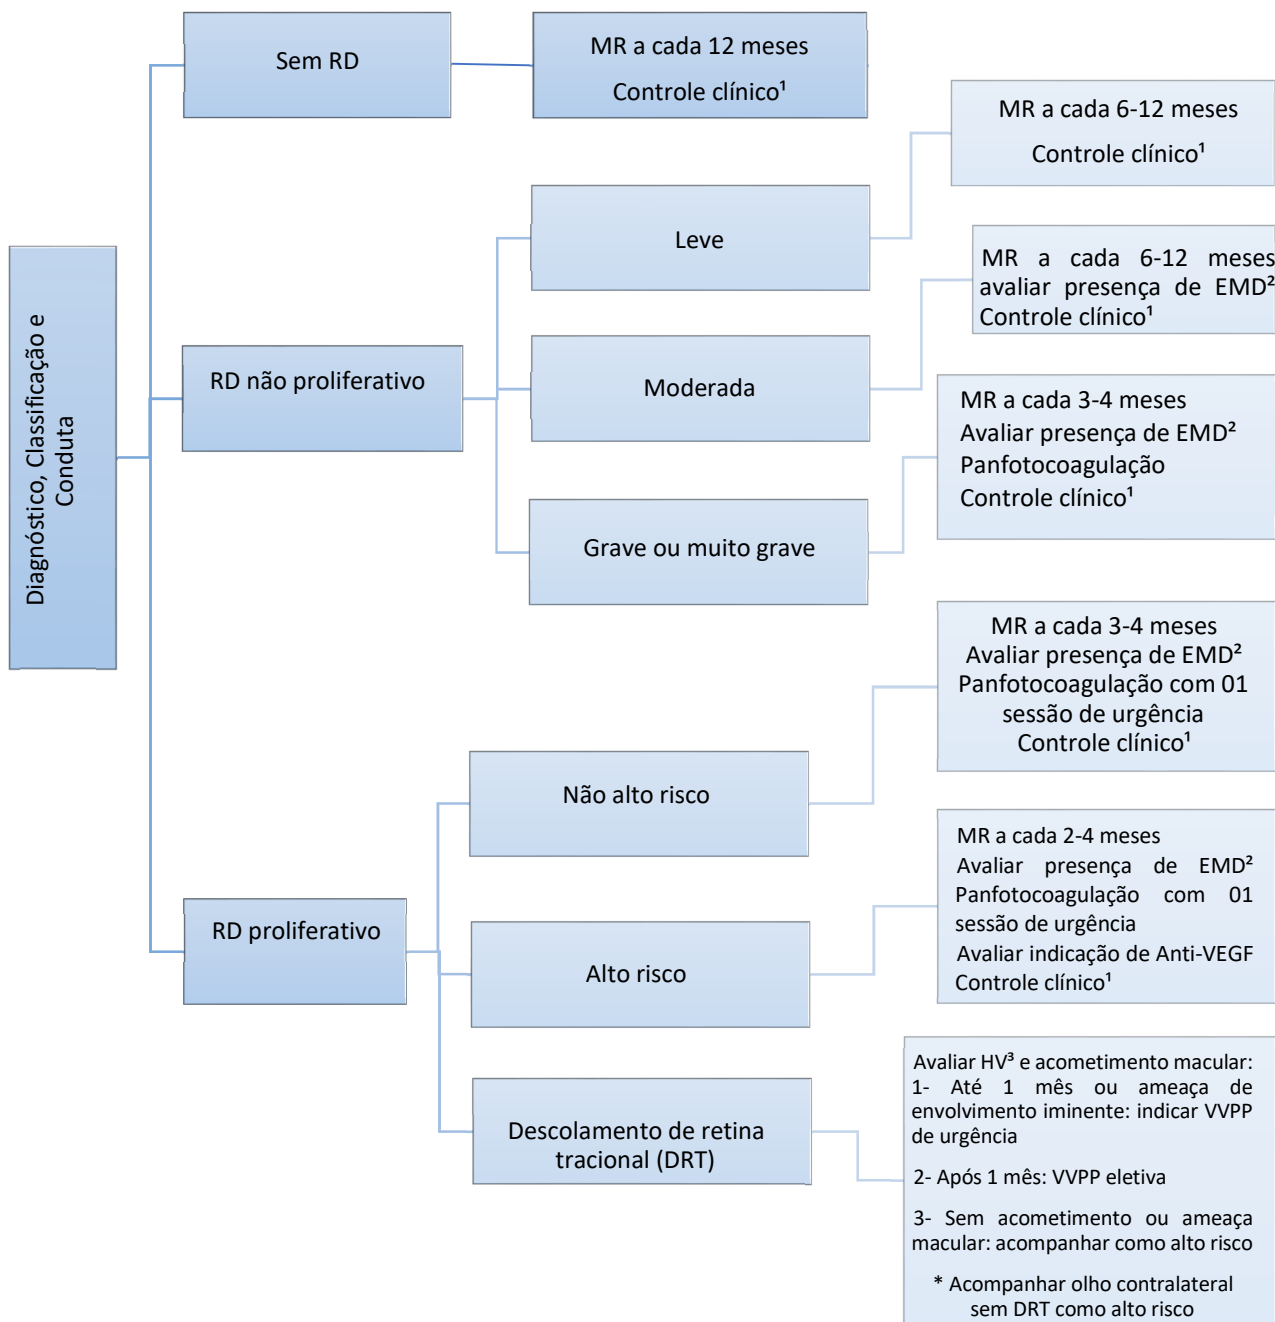 Diagnóstico, Classificação e
Conduta
Sem RD
MR a cada 12 meses
Controle clínico¹
RD não proliferativo
Leve
MR a cada 6-12 meses
Controle clínico¹
Moderada
MR a cada 6-12 meses
avaliar presença de EMD²
Controle clínico¹
Grave ou muito grave
MR a cada 3-4 meses
Avaliar presença de EMD²
Panfotocoagulação
Controle clínico¹
RD proliferativo
Não alto risco
MR a cada 3-4 meses
Avaliar presença de EMD²
Panfotocoagulação com 01
sessão de urgência
Controle clínico¹
Alto risco
MR a cada 2-4 meses
Avaliar presença de EMD²
Panfotocoagulação com 01
sessão de urgência
Avaliar indicação de Anti-VEGF
Controle clínico¹
Descolamento de retina
tracional (DRT)
Avaliar HV³ e acometimento macular:
1- Até 1 mês ou ameaça de
envolvimento iminente: indicar VVPP
de urgência
2- Após 1 mês: VVPP eletiva
3- Sem acometimento ou ameaça
macular: acompanhar como alto risco
* Acompanhar olho contralateral
sem DRT como alto risco